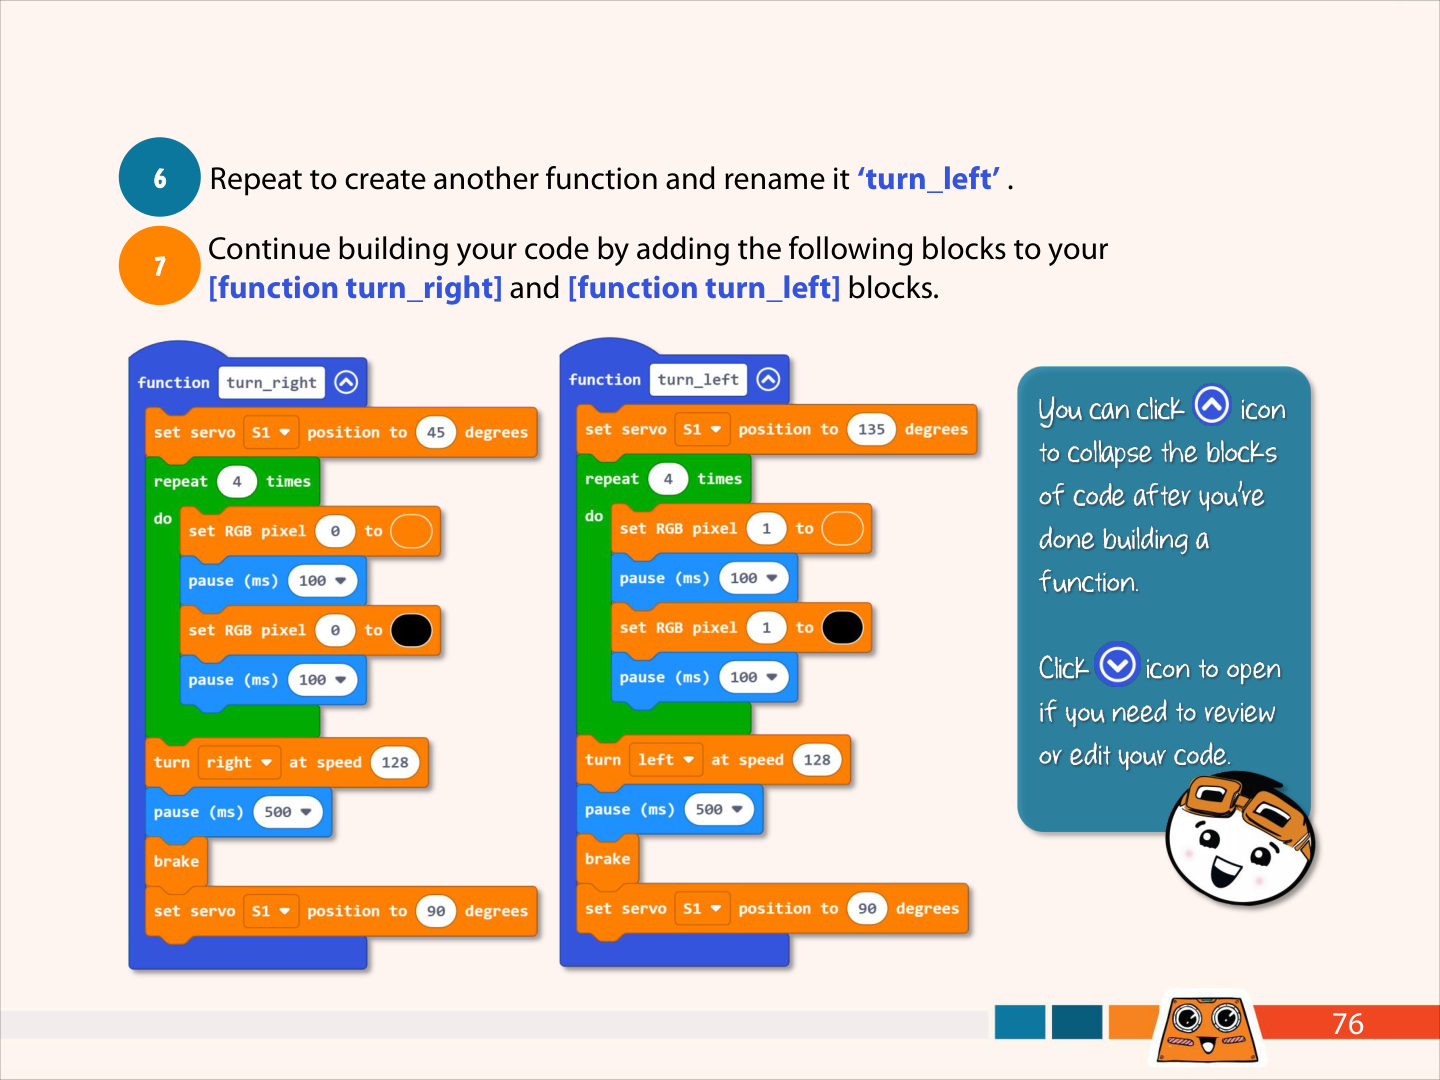 6
Repeat to create another function and rename it ‘turn_left’ .
7
Continue building your code by adding the following blocks to your
[function turn_right] and [function turn_left] blocks.
function turn_right
set servo S1 position to 45 degrees
repeat 4 times
do
set RGB pixel 0 to
pause (ms) 100
set RGB pixel 0 to
pause (ms) 100
turn right at speed 128
pause (ms) 500
brake
set servo S1 position to 90 degrees
function turn_left
set servo S1 position to 135 degrees
repeat 4 times
do
set RGB pixel 1 to
pause (ms) 100
set RGB pixel 1 to
pause (ms) 100
turn left at speed 128
pause (ms) 500
brake
set servo S1 position to 90 degrees
You can click icon
to collapse the blocks
of code after you're
done building a
function.
Click icon to open
if you need to review
or edit your code.
76